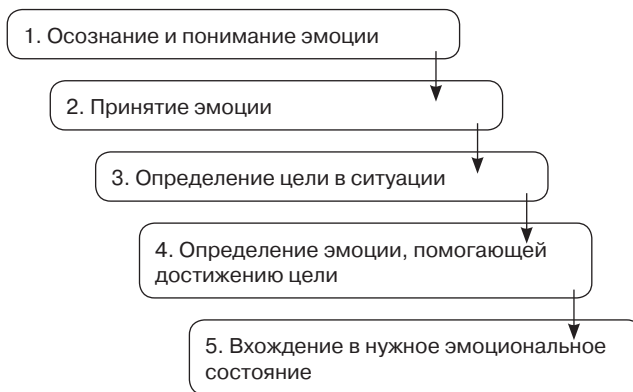 1. Осознание и понимание эмоции
2. Принятие эмоции
3. Определение цели в ситуации
4. Определение эмоции, помогающей
достижению цели
5. Вхождение в нужное эмоциональное
состояние